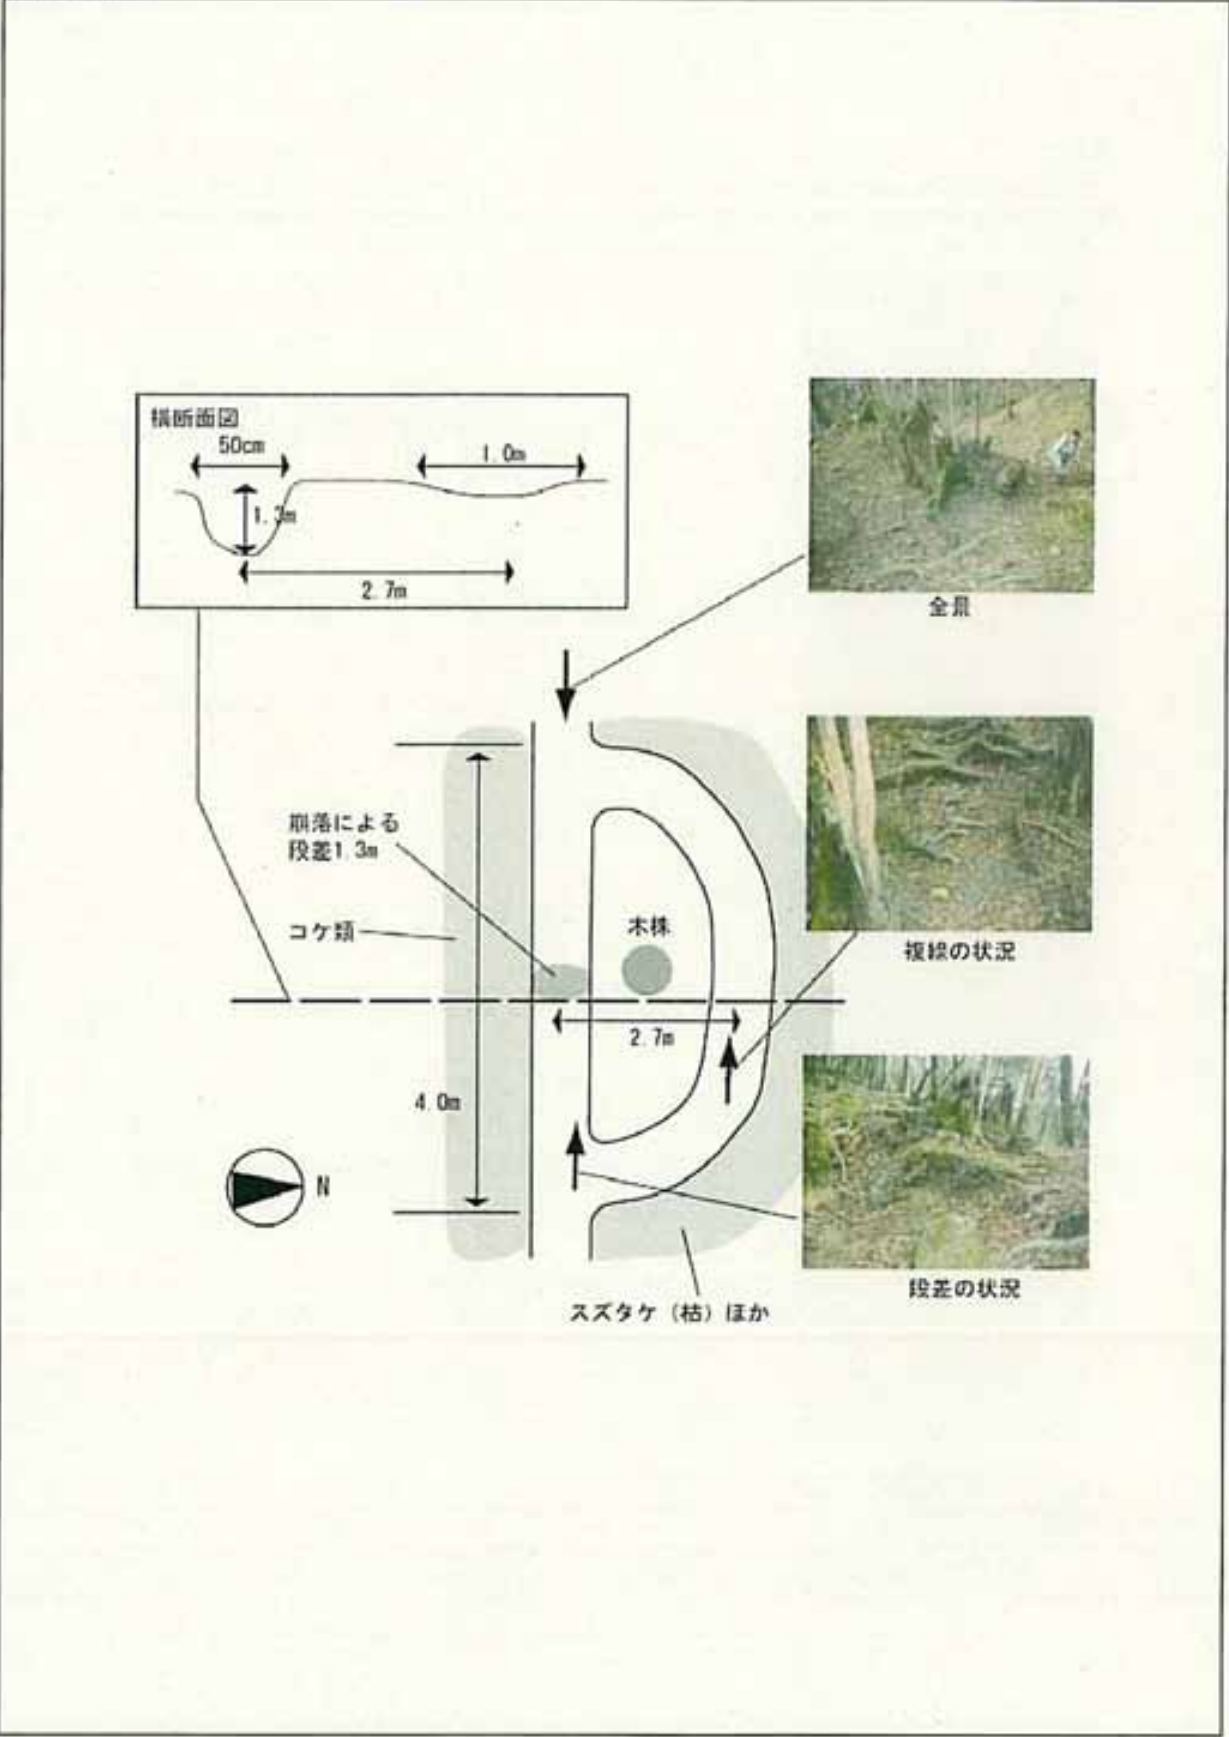 横断面図
50cm
1.0m
1.3m
2.7m
全景
崩落による
段差1.3m
コケ類
木株
複線の状況
2.7m
4.0m
N
段差の状況
スズタケ（枯）ほか